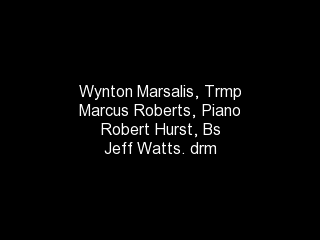 Wynton Marsalis, Trmp
Marcus Roberts, Piano
Robert Hurst, Bs
Jeff Watts. drm